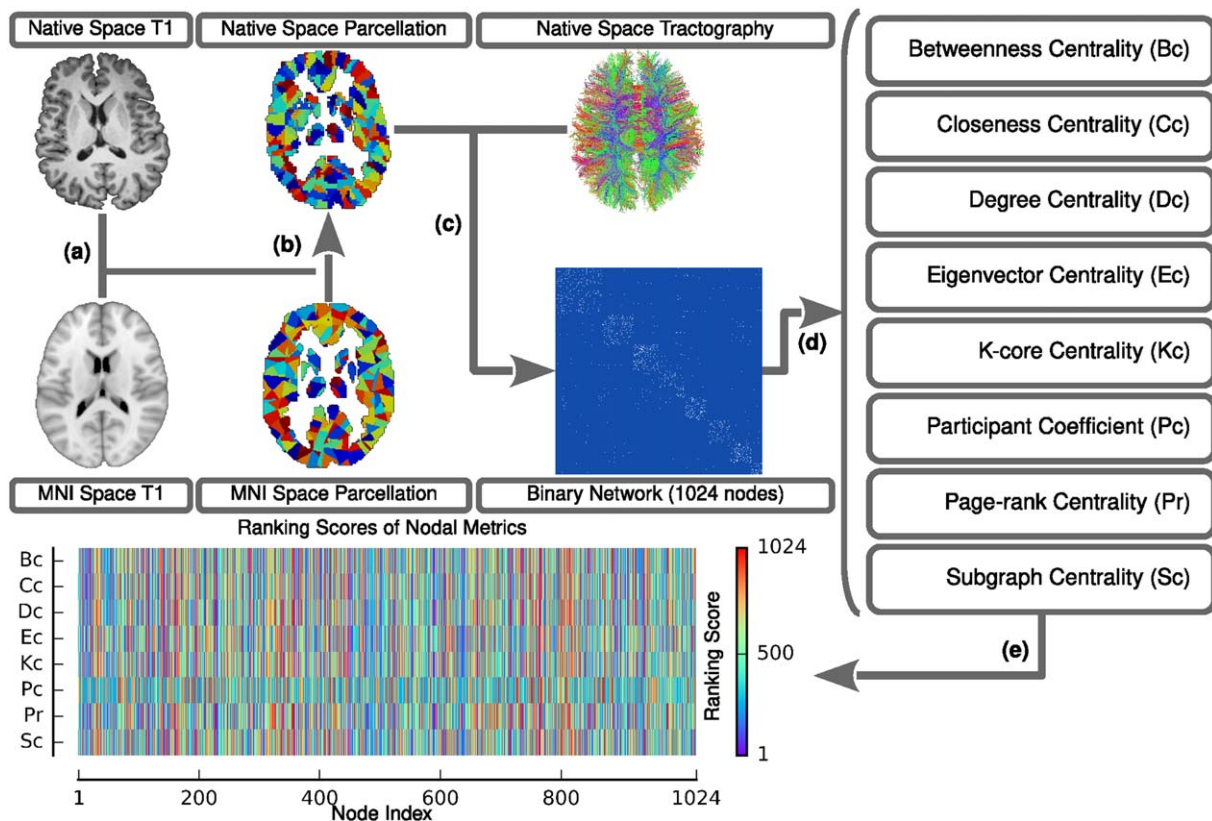 Native Space T1
Native Space Parcellation
Native Space Tractography
(a)
(b)
(c)
(d)
MNI Space T1
MNI Space Parcellation
Binary Network (1024 nodes)
Betweenness Centrality (Bc)
Closeness Centrality (Cc)
Degree Centrality (Dc)
Eigenvector Centrality (Ec)
K-core Centrality (Kc)
Participant Coefficient (Pc)
Page-rank Centrality (Pr)
Subgraph Centrality (Sc)
(e)
Ranking Scores of Nodal Metrics
Bc
Cc
Dc
Ec
Kc
Pc
Pr
Sc
1
200
400
600
800
1024
Node Index
1024
500
1
Ranking Score